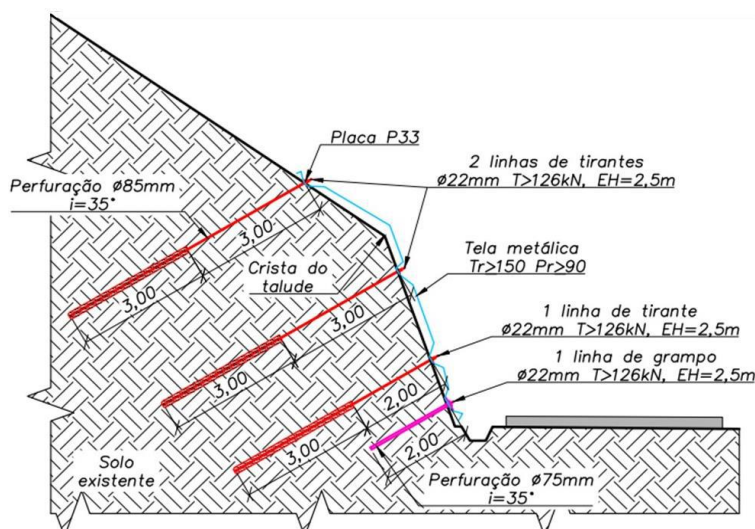 Placa P33
2 linhas de tirantes
ø22mm T>126kN, EH=2,5m
Perfuração ø85mm
i=35°
3,00
3,00
Tela metálica
Tr>150 Pr>90
Crista do
talude
3,00
3,00
1 linha de tirante
ø22mm T>126kN, EH=2,5m
1 linha de grampo
ø22mm T>126kN, EH=2,5m
2,00
3,00
2,00
Solo
existente
Perfuração ø75mm
i=35°